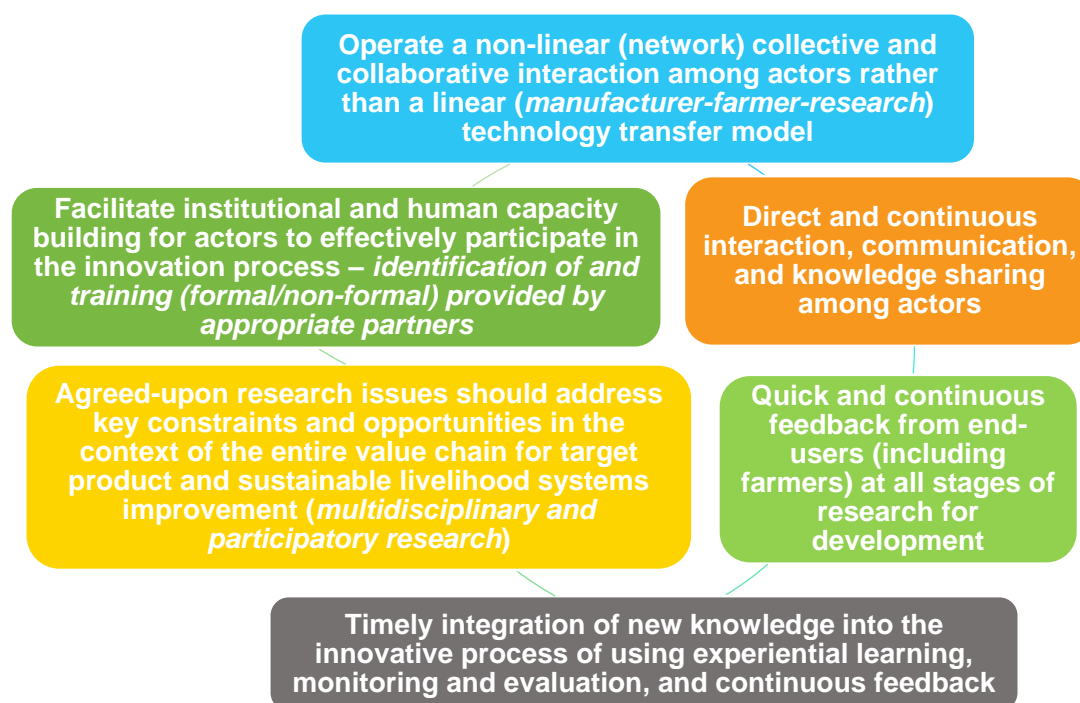 Operate a non-linear (network) collective and
collaborative interaction among actors rather
than a linear (manufacturer-farmer-research)
technology transfer model
Direct and continuous
interaction, communication,
and knowledge sharing
among actors
Quick and continuous
feedback from end-
users (including
farmers) at all stages of
research for
development
Timely integration of new knowledge into the
innovative process of using experiential learning,
monitoring and evaluation, and continuous feedback
Agreed-upon research issues should address
key constraints and opportunities in the
context of the entire value chain for target
product and sustainable livelihood systems
improvement (multidisciplinary and
participatory research)
Facilitate institutional and human capacity
building for actors to effectively participate in
the innovation process – identification of and
training (formal/non-formal) provided by
appropriate partners